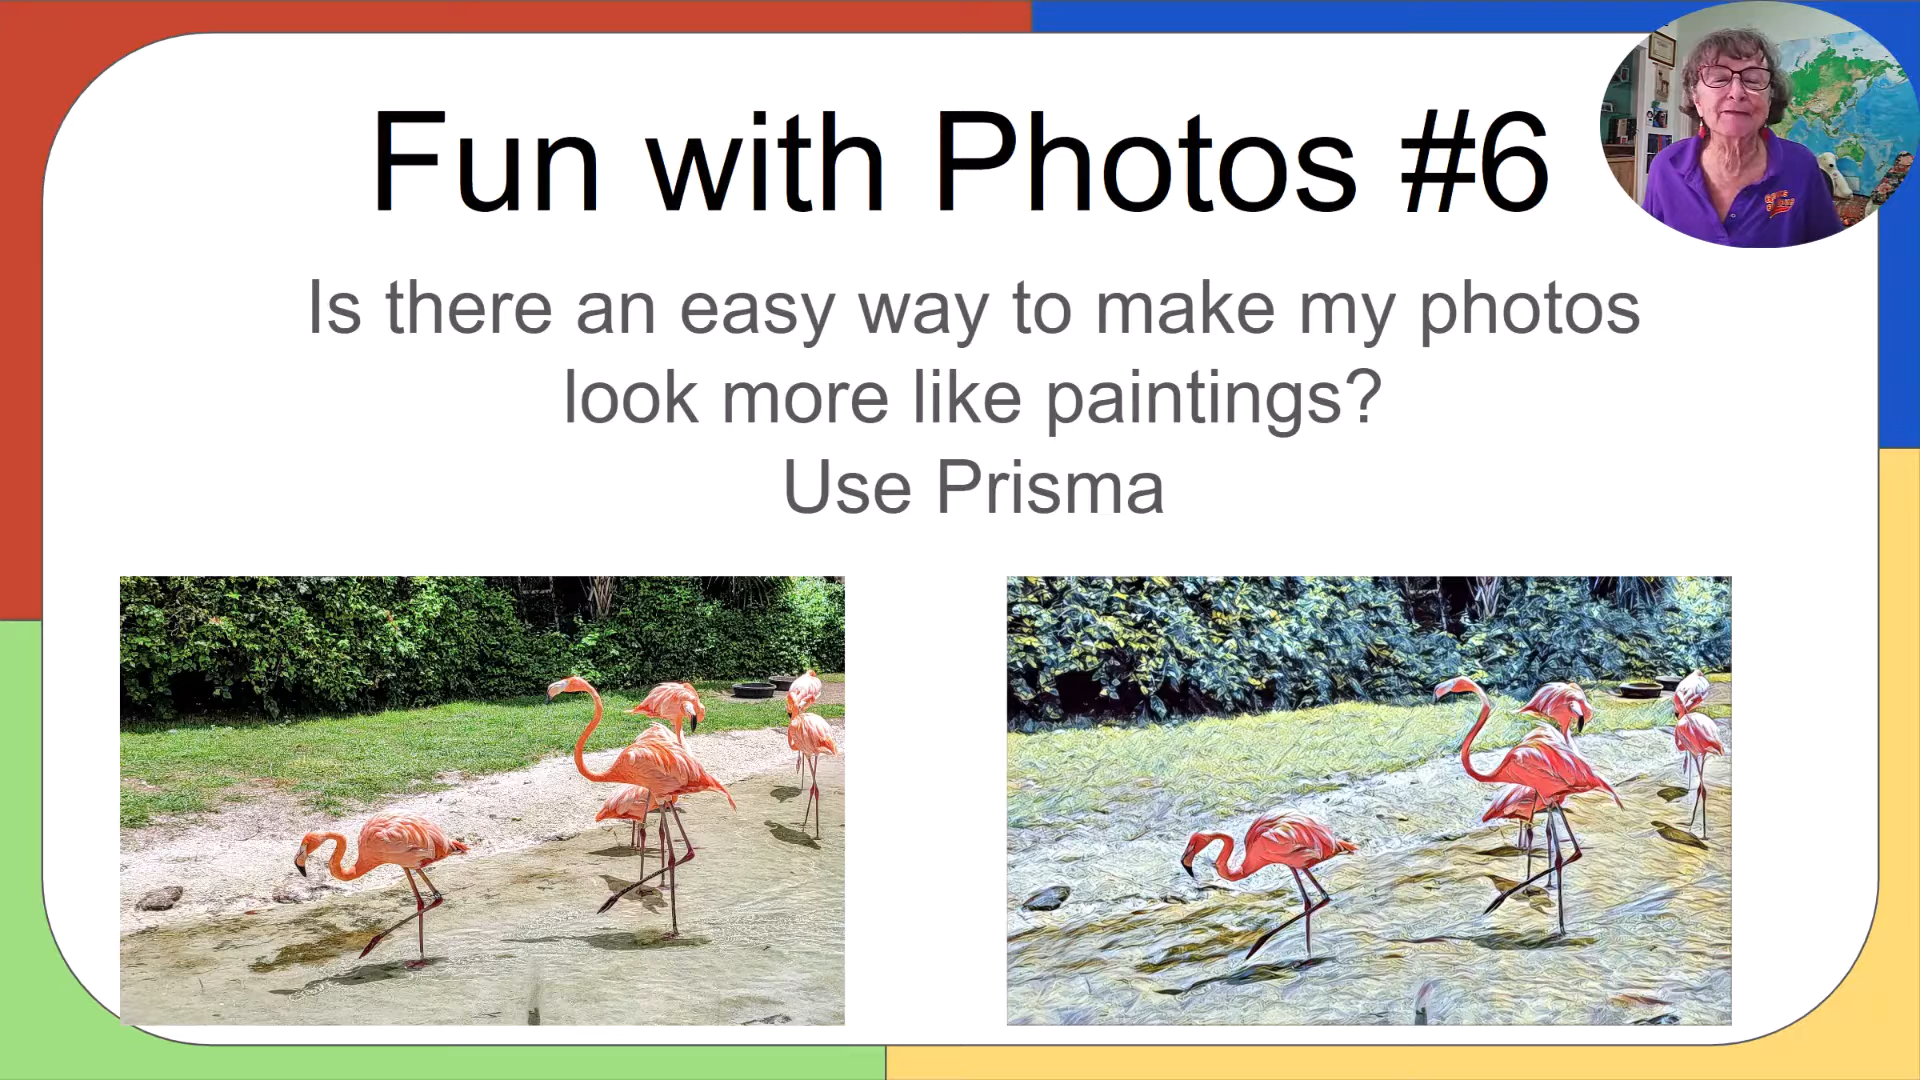 Fun with Photos #6
Is there an easy way to make my photos
look more like paintings?
Use Prisma